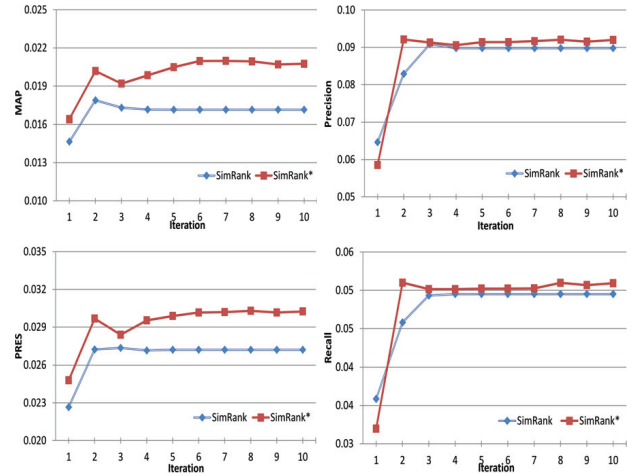 0.025
0.022
0.019
0.016
0.013
0.010
MAP
SimRank SimRank*
1 2 3 4 5 6 7 8 9 10
Iteration
0.10
0.09
0.08
0.07
0.06
0.05
Precision
SimRank SimRank*
1 2 3 4 5 6 7 8 9 10
Iteration
0.035
0.032
0.029
0.026
0.023
0.020
PRES
SimRank SimRank*
1 2 3 4 5 6 7 8 9 10
Iteration
0.06
0.05
0.05
0.04
0.04
0.03
Recall
SimRank SimRank*
1 2 3 4 5 6 7 8 9 10
Iteration